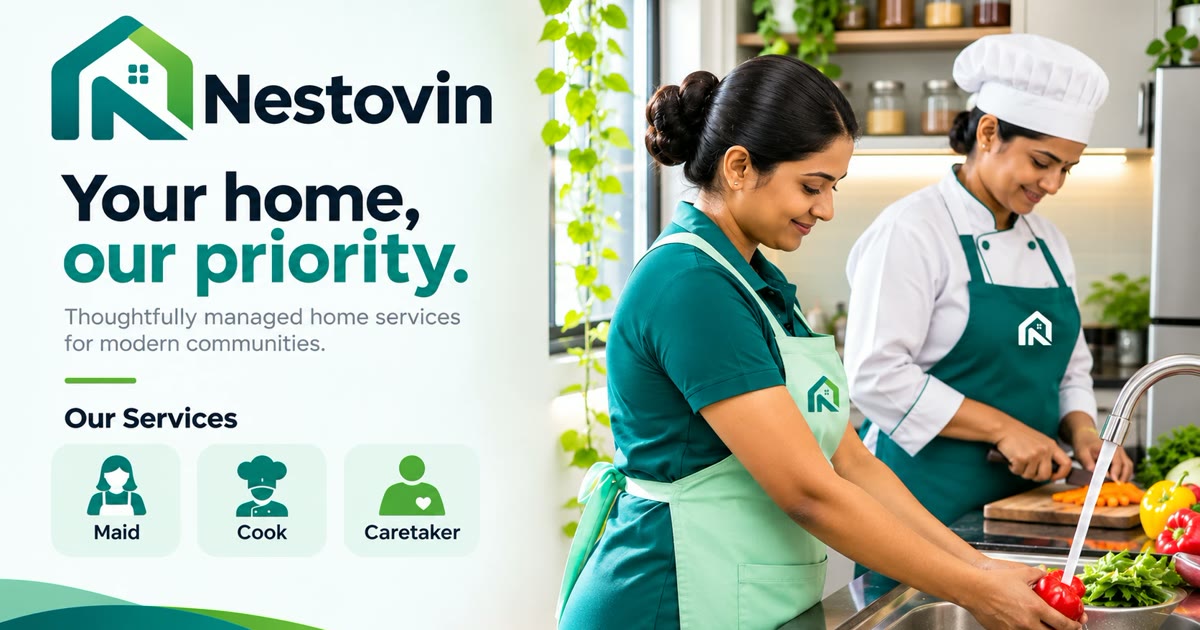 Nestovin
Your home,
our priority.
Thoughtfully managed home services
for modern communities.
Our Services
Maid
Cook
Caretaker